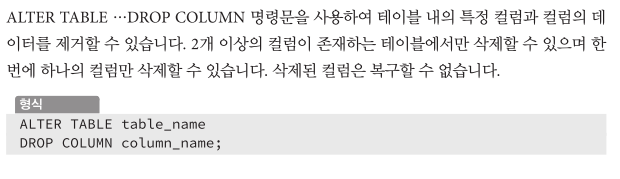 ALTER TABLE …DROP COLUMN 명령문을 사용하여 테이블 내의 특정 컬럼과 컬럼의 데
이터를 제거할 수 있습니다. 2개 이상의 컬럼이 존재하는 테이블에서만 삭제할 수 있으며 한
번에 하나의 컬럼만 삭제할 수 있습니다. 삭제된 컬럼은 복구할 수 없습니다.
형식
ALTER TABLE table_name
DROP COLUMN column_name;